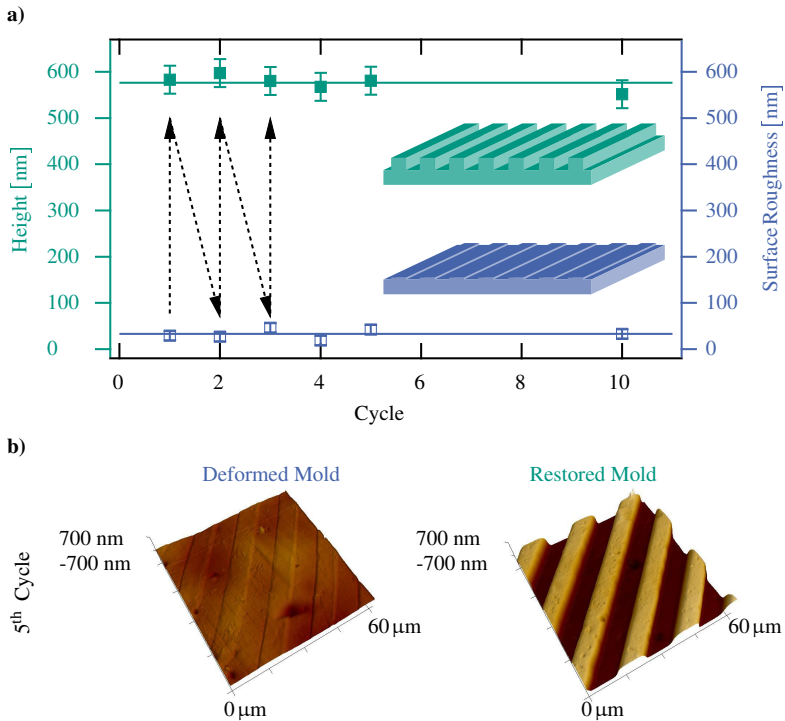 a)
600
500
400
300
200
100
0
Height [nm]
600
500
400
300
200
100
0
Surface Roughness [nm]
0 2 4 6 8 10
Cycle
b)
Deformed Mold
Restored Mold
5th Cycle
700 nm
-700 nm
60 μm
0 μm
700 nm
-700 nm
60 μm
0 μm